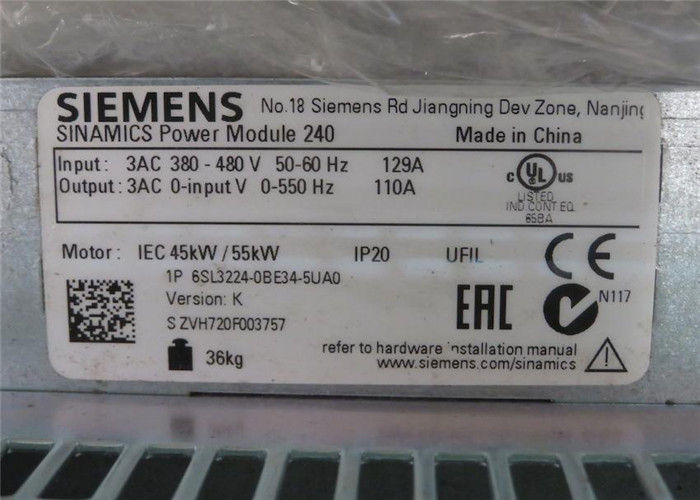 SIEMENS No.18 Siemens Rd Jiangning Dev Zone, Nanjing
SINAMICS Power Module 240 Made in China
Input: 3AC 380 - 480 V 50-60 Hz 129A
Output: 3AC 0-input V 0-550 Hz 110A
c UL us
LISTED
IND.CONT.EQ.
65BA
Motor: IEC 45kW / 55kW IP20 UFIL CE
1P 6SL3224-0BE34-5UA0
Version: K
S ZVH720F003757
EAC N117
36kg
refer to hardware installation manual
www.siemens.com/sinamics